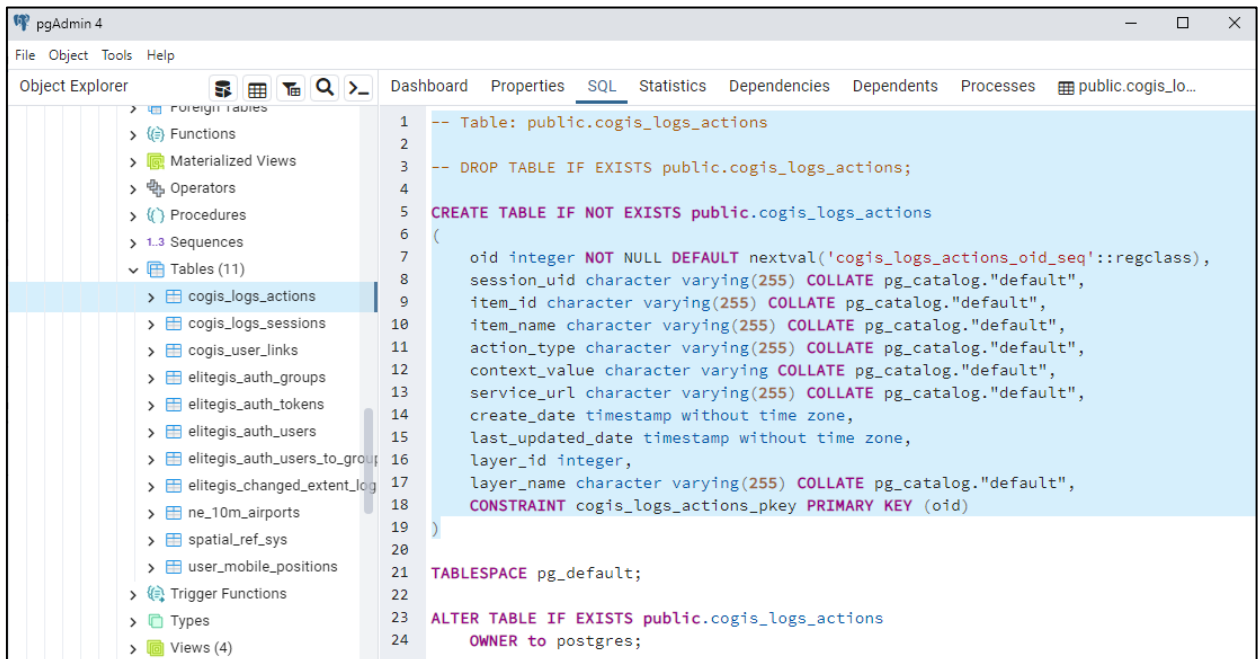 pgAdmin 4
File Object Tools Help
Object Explorer
Dashboard Properties SQL Statistics Dependencies Dependents Processes public.cogis_lo...
Foreign Tables
Functions
Materialized Views
Operators
Procedures
1..3 Sequences
Tables (11)
cogis_logs_actions
cogis_logs_sessions
cogis_user_links
elitegis_auth_groups
elitegis_auth_tokens
elitegis_auth_users
elitegis_auth_users_to_group
elitegis_changed_extent_log
ne_10m_airports
spatial_ref_sys
user_mobile_positions
Trigger Functions
Types
Views (4)
1 -- Table: public.cogis_logs_actions
2
3 -- DROP TABLE IF EXISTS public.cogis_logs_actions;
4
5 CREATE TABLE IF NOT EXISTS public.cogis_logs_actions
6 (
7 oid integer NOT NULL DEFAULT nextval('cogis_logs_actions_oid_seq'::regclass),
8 session_uid character varying(255) COLLATE pg_catalog."default",
9 item_id character varying(255) COLLATE pg_catalog."default",
10 item_name character varying(255) COLLATE pg_catalog."default",
11 action_type character varying(255) COLLATE pg_catalog."default",
12 context_value character varying COLLATE pg_catalog."default",
13 service_url character varying(255) COLLATE pg_catalog."default",
14 create_date timestamp without time zone,
15 last_updated_date timestamp without time zone,
16 layer_id integer,
17 layer_name character varying(255) COLLATE pg_catalog."default",
18 CONSTRAINT cogis_logs_actions_pkey PRIMARY KEY (oid)
19 )
20
21 TABLESPACE pg_default;
22
23 ALTER TABLE IF EXISTS public.cogis_logs_actions
24 OWNER to postgres;